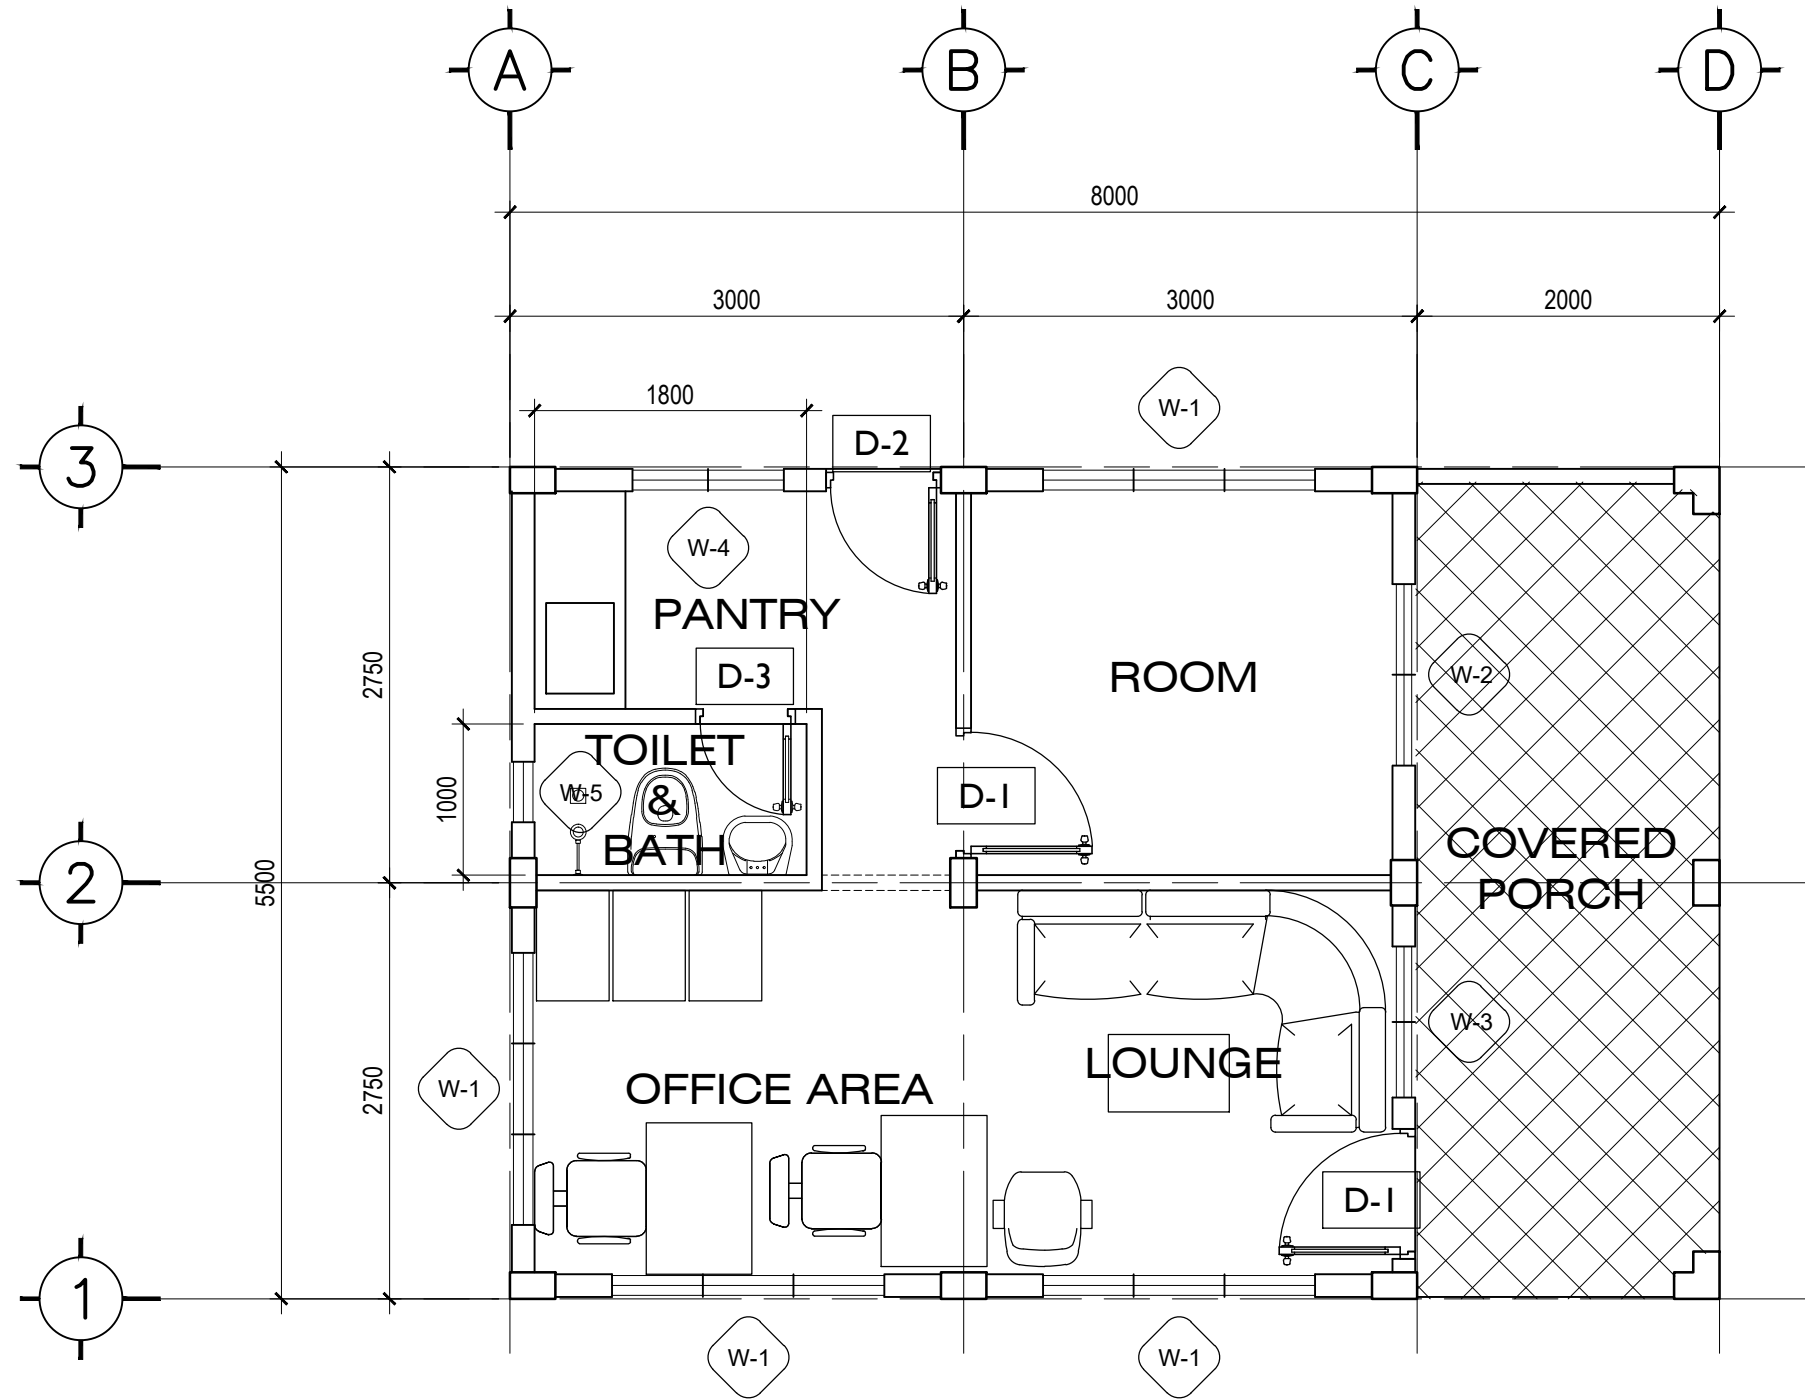 A
B
C
D
8000
3000
3000
2000
1800
W-1
D-2
3
W-4
PANTRY
2750
ROOM
D-3
W-2
TOILET
W-5
&
1000
D-1
BATH
COVERED
PORCH
2
5500
W-3
LOUNGE
2750
W-1
OFFICE AREA
D-1
1
W-1
W-1